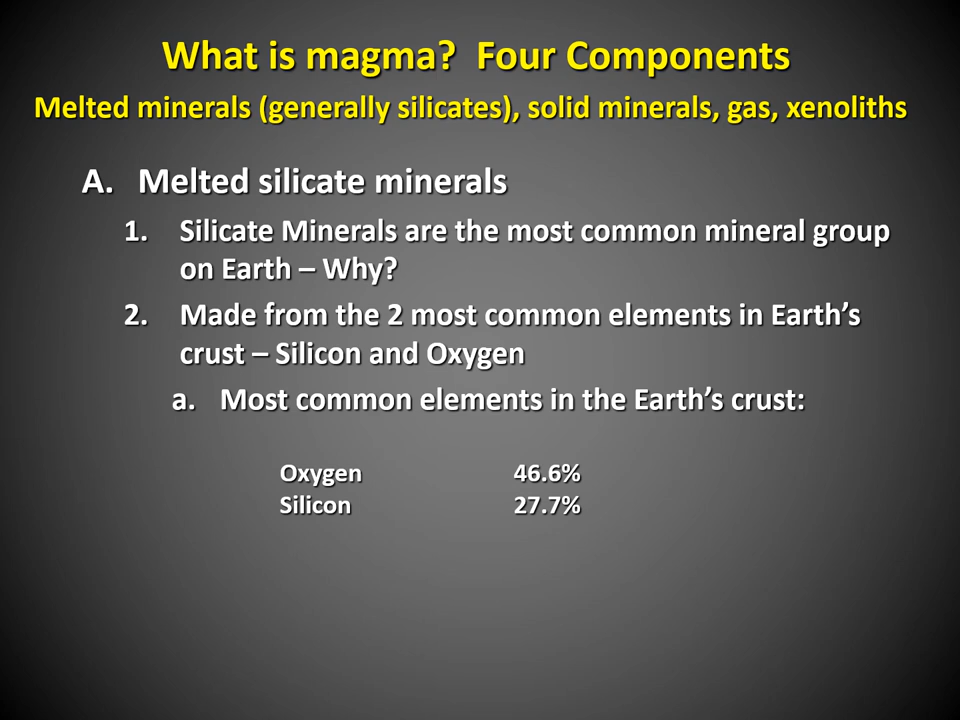 What is magma? Four Components
Melted minerals (generally silicates), solid minerals, gas, xenoliths
A. Melted silicate minerals
1. Silicate Minerals are the most common mineral group
on Earth – Why?
2. Made from the 2 most common elements in Earth’s
crust – Silicon and Oxygen
a. Most common elements in the Earth’s crust:
Oxygen 46.6%
Silicon 27.7%